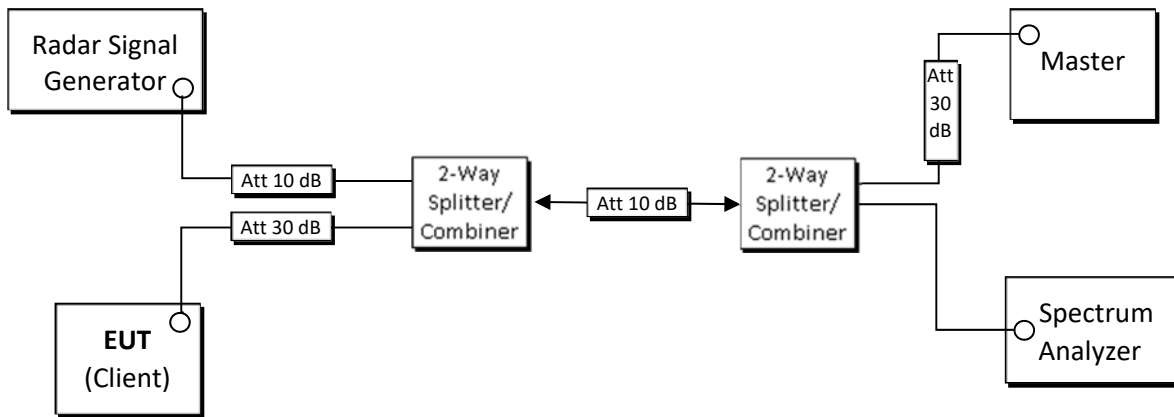 Radar Signal
Generator
Att 10 dB
Att 30 dB
EUT
(Client)
2-Way
Splitter/
Combiner
Att 10 dB
2-Way
Splitter/
Combiner
Att
30
dB
Master
Spectrum
Analyzer